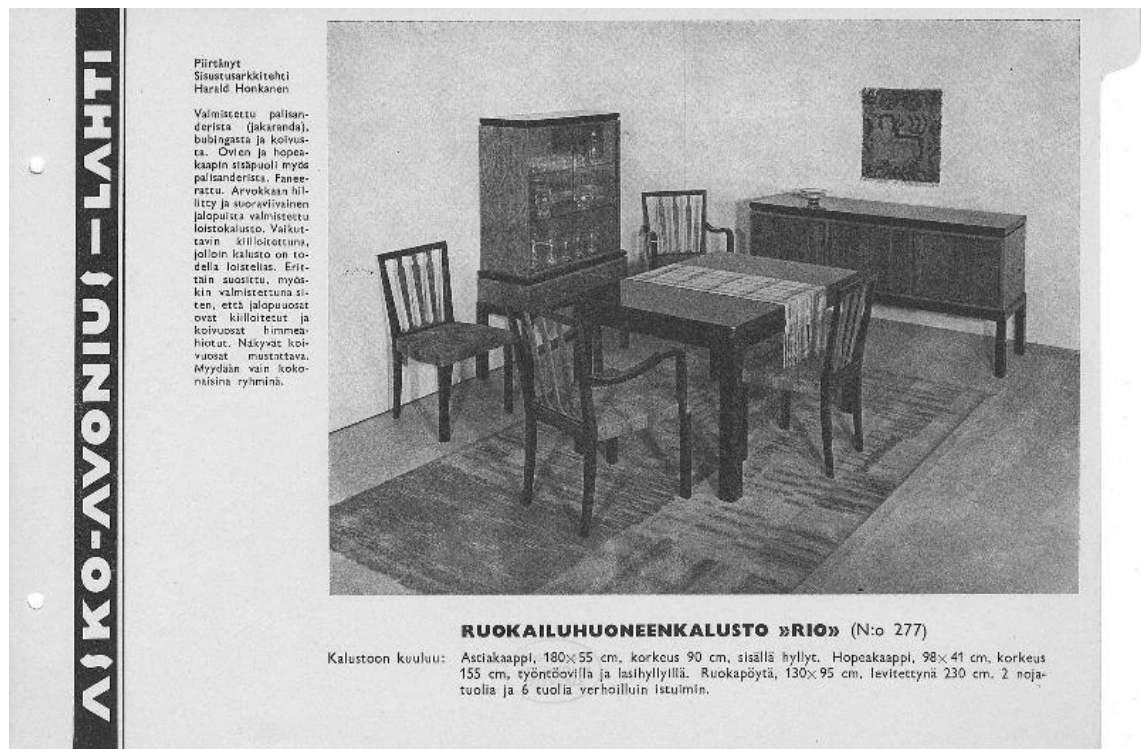 ASKO-AVONIUS — LAHTI
Piirtänyt
Sisustusarkkitehti
Harald Honkanen
Valmistettu palisan-
derista (jakaranda),
bubingasta ja koivus-
ta. Ovien ja hopea-
kaapin sisäpuoli myös
palisanderista. Fanee-
rattu. Arvokkaan hil-
litty ja suoraviivainen
jalopuista valmistettu
loistokalusto. Vaikut-
tavin kiilloitettuna,
jolloin kalusto on to-
della loistelias. Erit-
täin suosittu, myös-
kin valmistettuna si-
ten, että jalopuuosat
ovat kiilloitetut ja
koivuosat himmeä-
hiotut. Näkyvät koi-
vuosat mustattava.
Myydään vain koko-
naisina ryhminä.
RUOKAILUHUONEENKALUSTO »RIO» (N:o 277)
Kalustoon kuuluu: Astiakaappi, 180×55 cm, korkeus 90 cm, sisällä hyllyt. Hopeakaappi, 98×41 cm, korkeus
155 cm, työntöovilla ja lasihyllyillä. Ruokapöytä, 130×95 cm, levitettynä 230 cm. 2 noja-
tuolia ja 6 tuolia verhoilluin istuimin.